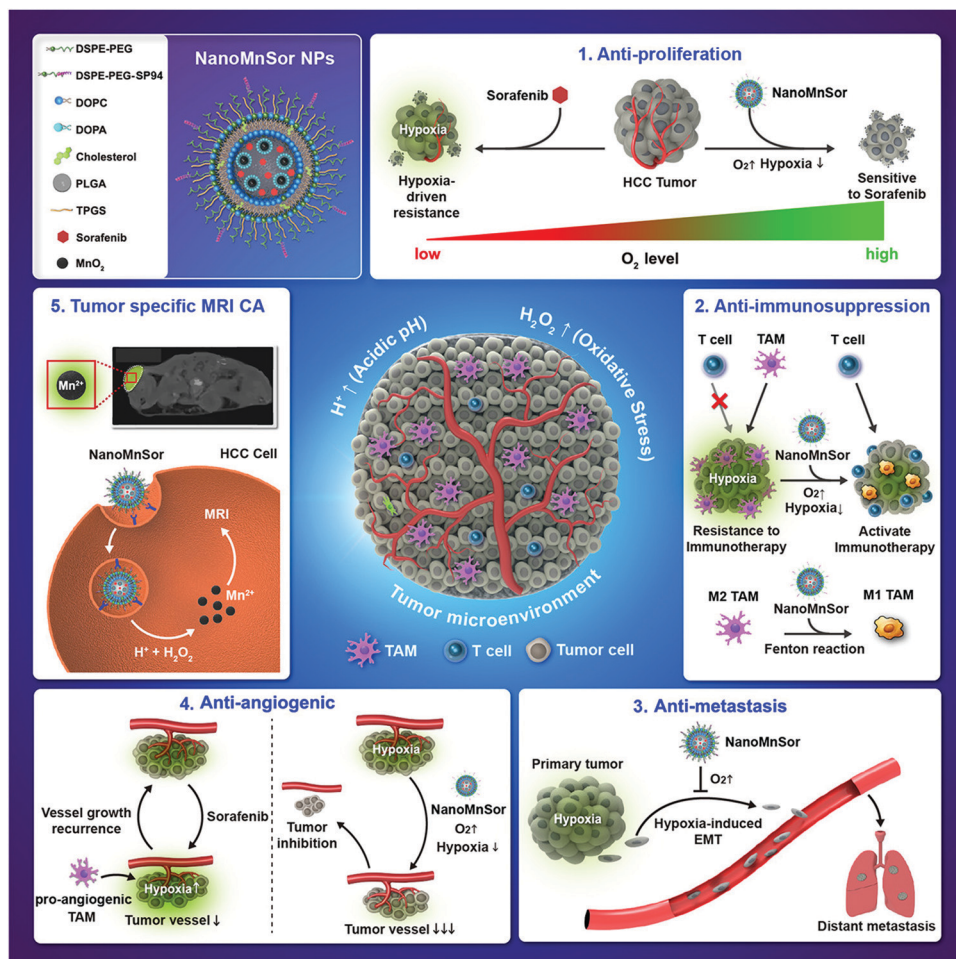 DSPE-PEG
DSPE-PEG-SP94
DOPC
DOPA
Cholesterol
PLGA
TPGS
Sorafenib
MnO₂
NanoMnSor NPs
1. Anti-proliferation
Sorafenib
NanoMnSor
Hypoxia
O₂↑ Hypoxia ↓
Hypoxia-
driven
resistance
HCC Tumor
Sensitive
to Sorafenib
low
O₂ level
high
5. Tumor specific MRI CA
Mn²⁺
NanoMnSor
HCC Cell
MRI
Mn²⁺
H⁺ + H₂O₂
H⁺↑ (Acidic pH)
H₂O₂ ↑ (Oxidative Stress)
Tumor microenvironment
TAM
T cell
Tumor cell
2. Anti-immunosuppression
T cell
TAM
T cell
Hypoxia
NanoMnSor
O₂↑
Hypoxia↓
Resistance to
Immunotherapy
Activate
Immunotherapy
M2 TAM
NanoMnSor
M1 TAM
Fenton reaction
4. Anti-angiogenic
Vessel growth
recurrence
Sorafenib
pro-angiogenic
TAM
Hypoxia↑
Tumor vessel ↓
Hypoxia
Tumor
inhibition
NanoMnSor
O₂↑
Hypoxia ↓
Tumor vessel ↓↓↓
3. Anti-metastasis
NanoMnSor
O₂↑
Primary tumor
Hypoxia
Hypoxia-induced
EMT
Distant metastasis